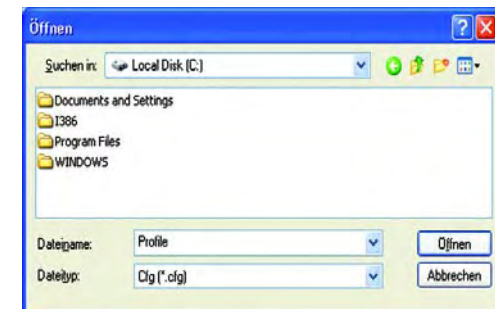 Öffnen
Suchen in: Local Disk (C:)
Documents and Settings
I386
Program Files
WINDOWS
Dateiname: Profile Öffnen
Dateityp: Cfg (*.cfg) Abbrechen